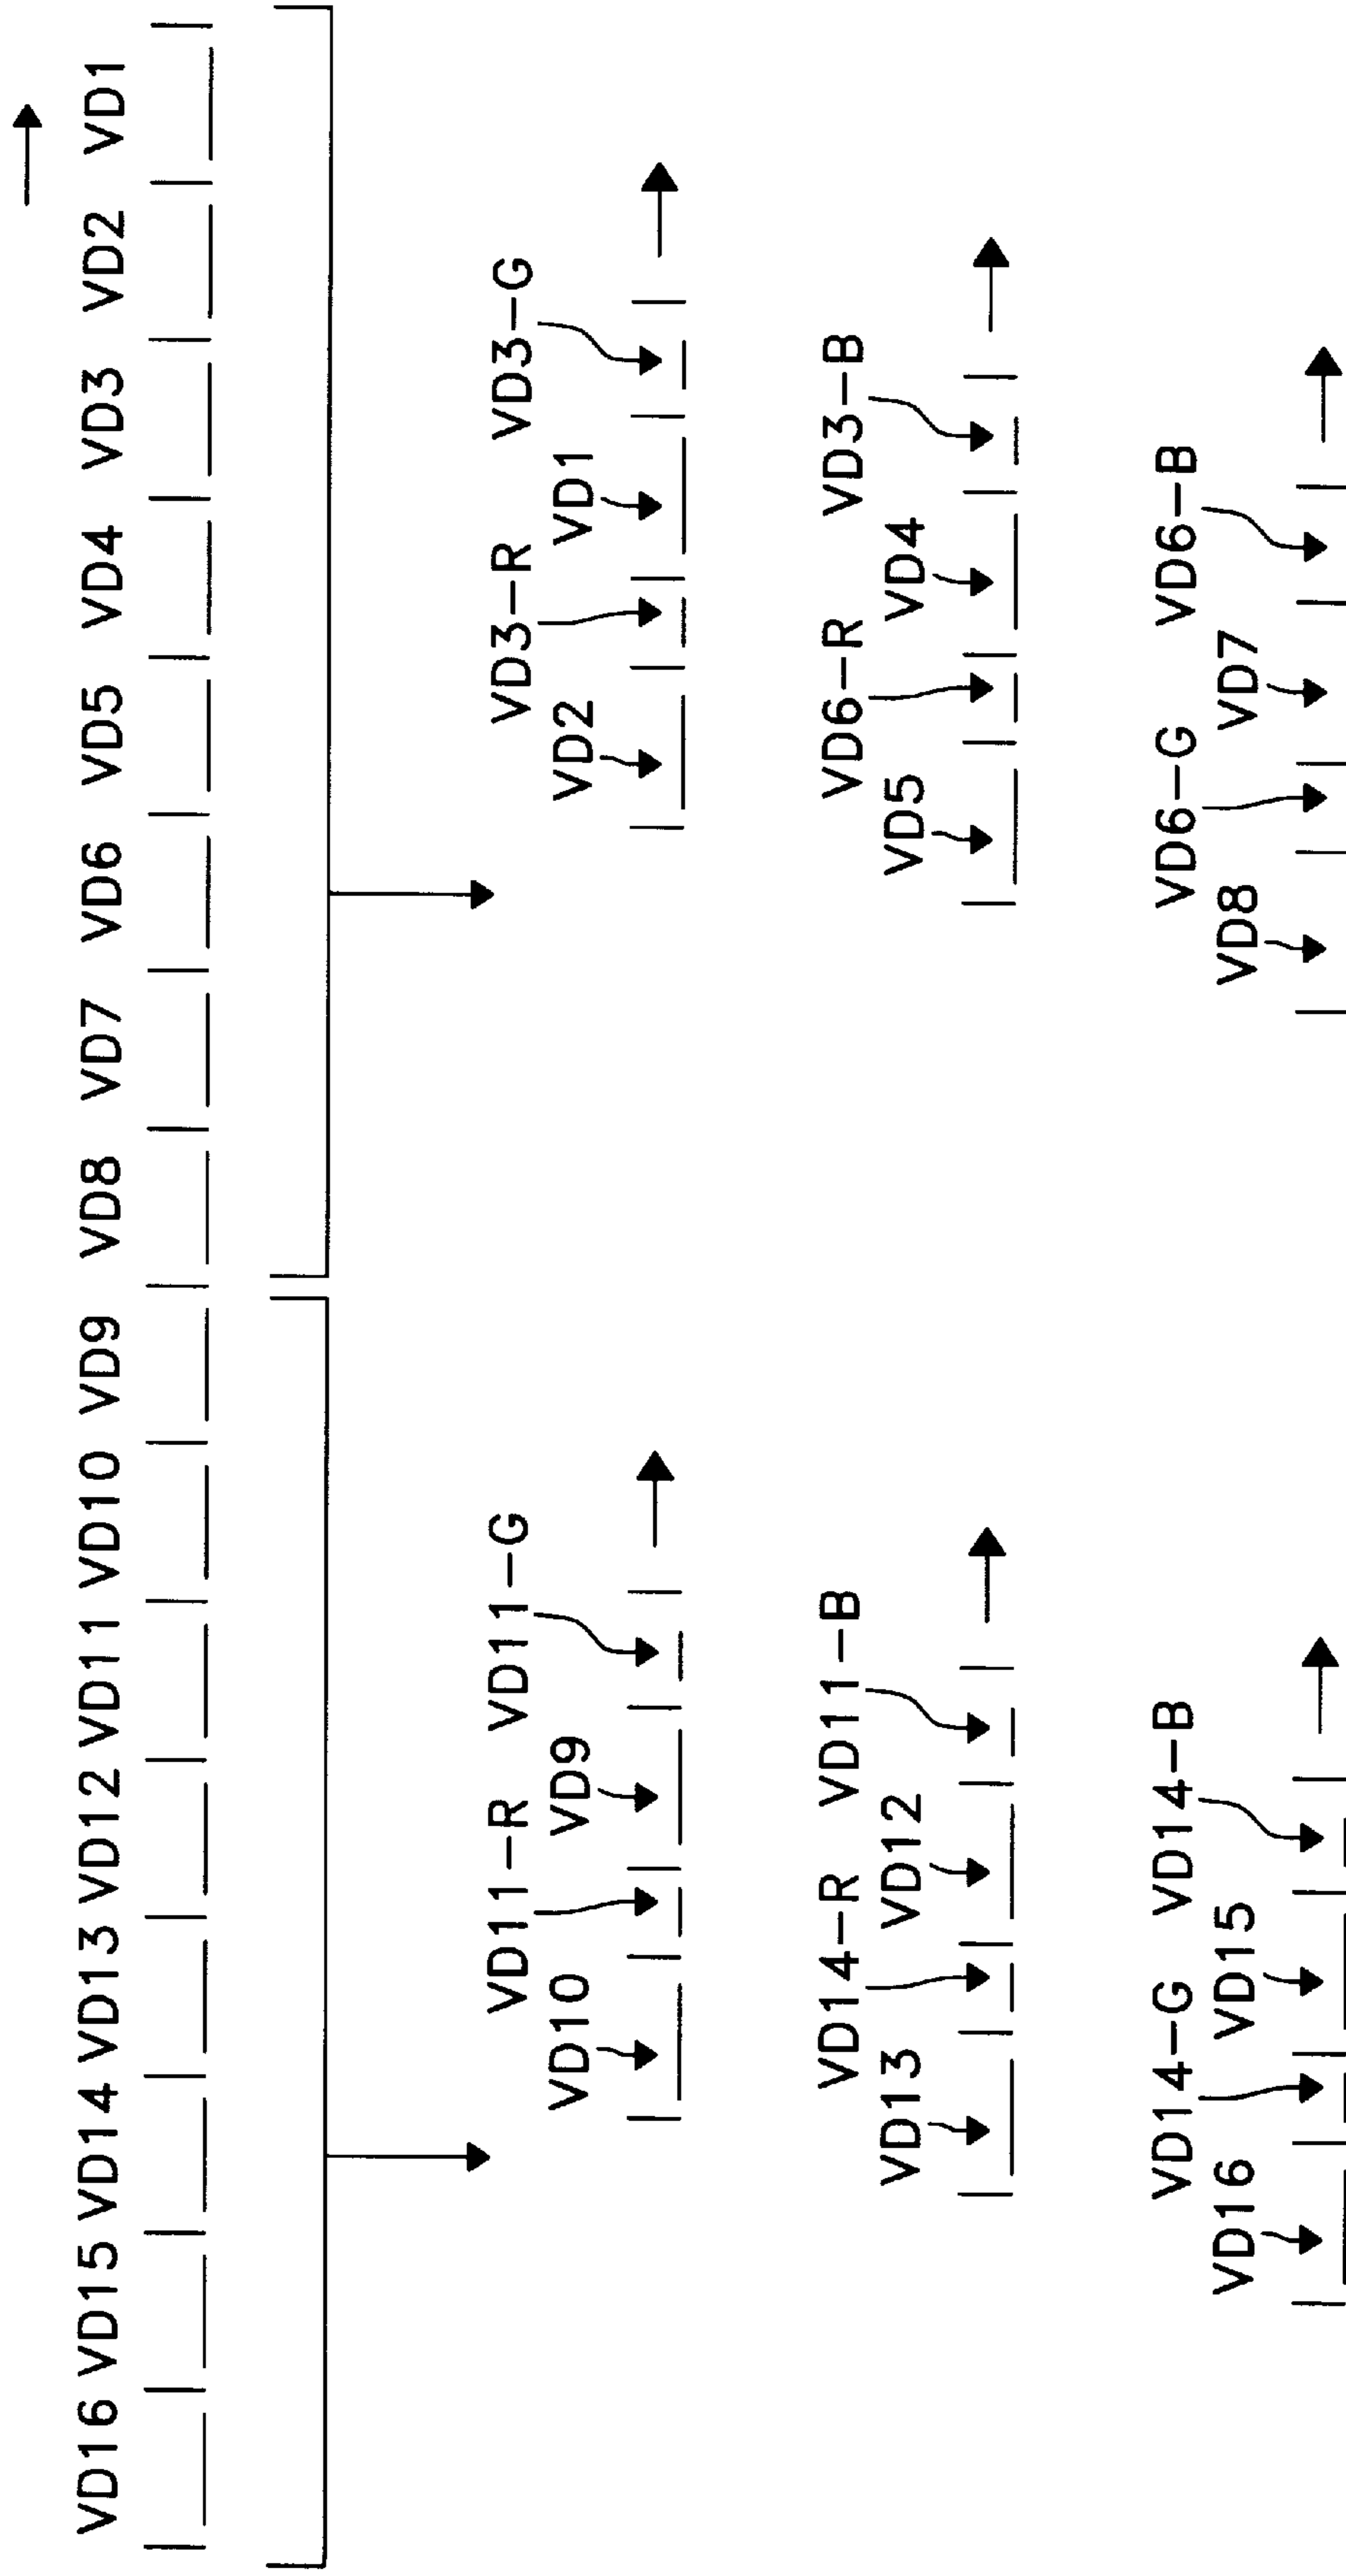 VD16 VD15 VD14 VD13 VD12 VD11 VD10 VD9 VD8 VD7 VD6 VD5 VD4 VD3 VD2 VD1
VD11-R VD11-G
VD10 VD9
VD3-R VD3-G
VD2 VD1
VD14-R VD11-B
VD13 VD12
VD6-R VD3-B
VD5 VD4
VD14-G VD14-B
VD16 VD15
VD6-G VD6-B
VD8 VD7